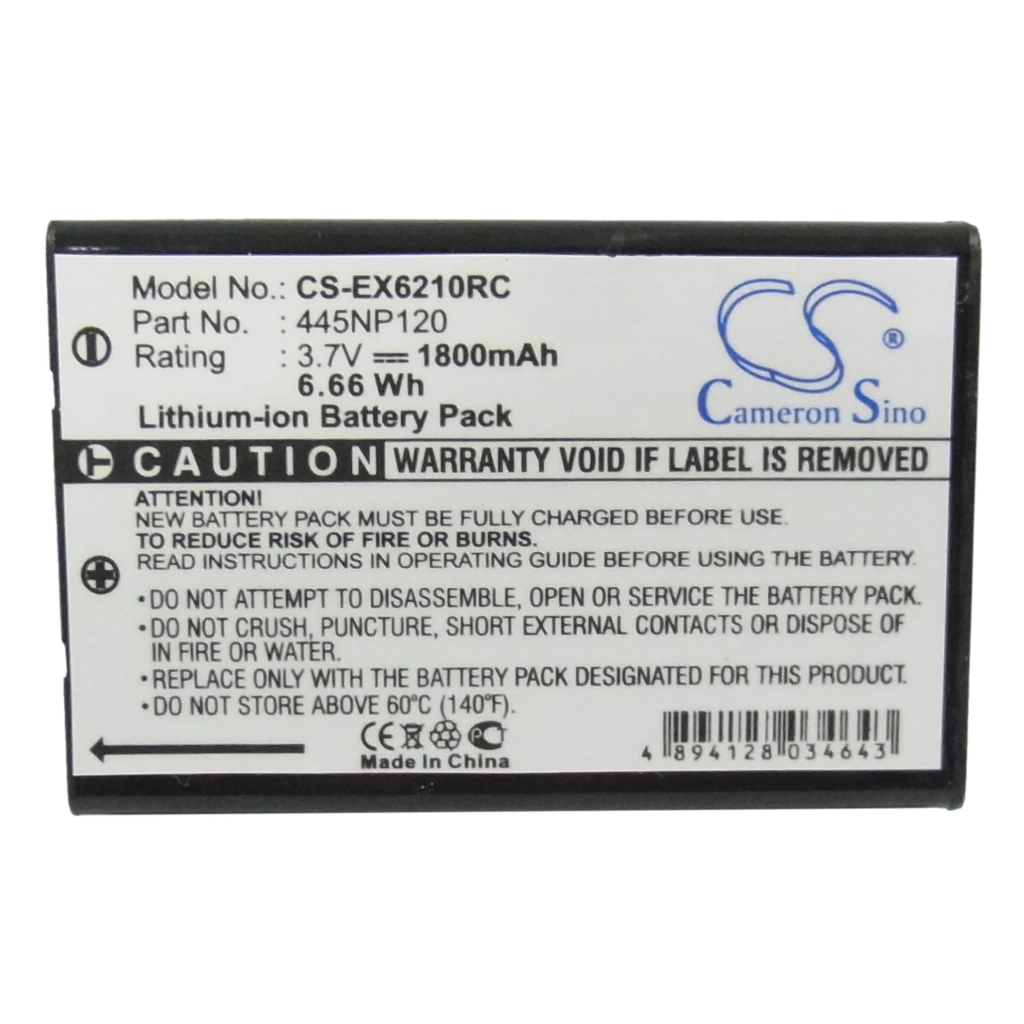 Model No.: CS-EX6210RC
Part No. : 445NP120
Rating : 3.7V 1800mAh
6.66 Wh
Lithium-ion Battery Pack
CS ®
Cameron Sino
CAUTION WARRANTY VOID IF LABEL IS REMOVED
ATTENTION!
NEW BATTERY PACK MUST BE FULLY CHARGED BEFORE USE.
TO REDUCE RISK OF FIRE OR BURNS.
READ INSTRUCTIONS IN OPERATING GUIDE BEFORE USING THE BATTERY.
•DO NOT ATTEMPT TO DISASSEMBLE, OPEN OR SERVICE THE BATTERY PACK.
•DO NOT CRUSH, PUNCTURE, SHORT EXTERNAL CONTACTS OR DISPOSE OF
IN FIRE OR WATER.
•REPLACE ONLY WITH THE BATTERY PACK DESIGNATED FOR THIS PRODUCT.
•DO NOT STORE ABOVE 60°C (140°F).
CE PCT
Made In China
4 894128 034643